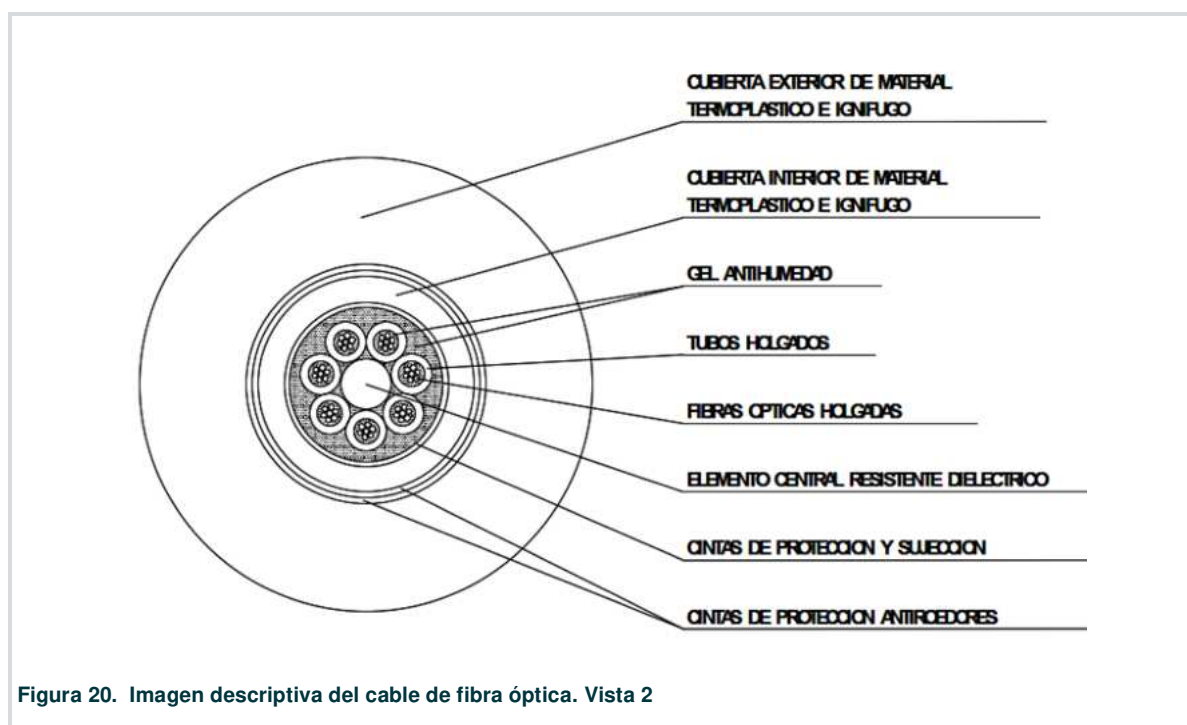 CUBIERTA EXTERIOR DE MATERIAL
TERMOPLASTICO E IGNIFUGO
CUBIERTA INTERIOR DE MATERIAL
TERMOPLASTICO E IGNIFUGO
GEL ANTIHUMEDAD
TUBOS HOLGADOS
FIBRAS OPTICAS HOLGADAS
ELEMENTO CENTRAL RESISTENTE DIELECTRICO
CINTAS DE PROTECCION Y SUJECCION
CINTAS DE PROTECCION ANTIROEDORES
Figura 20. Imagen descriptiva del cable de fibra óptica. Vista 2